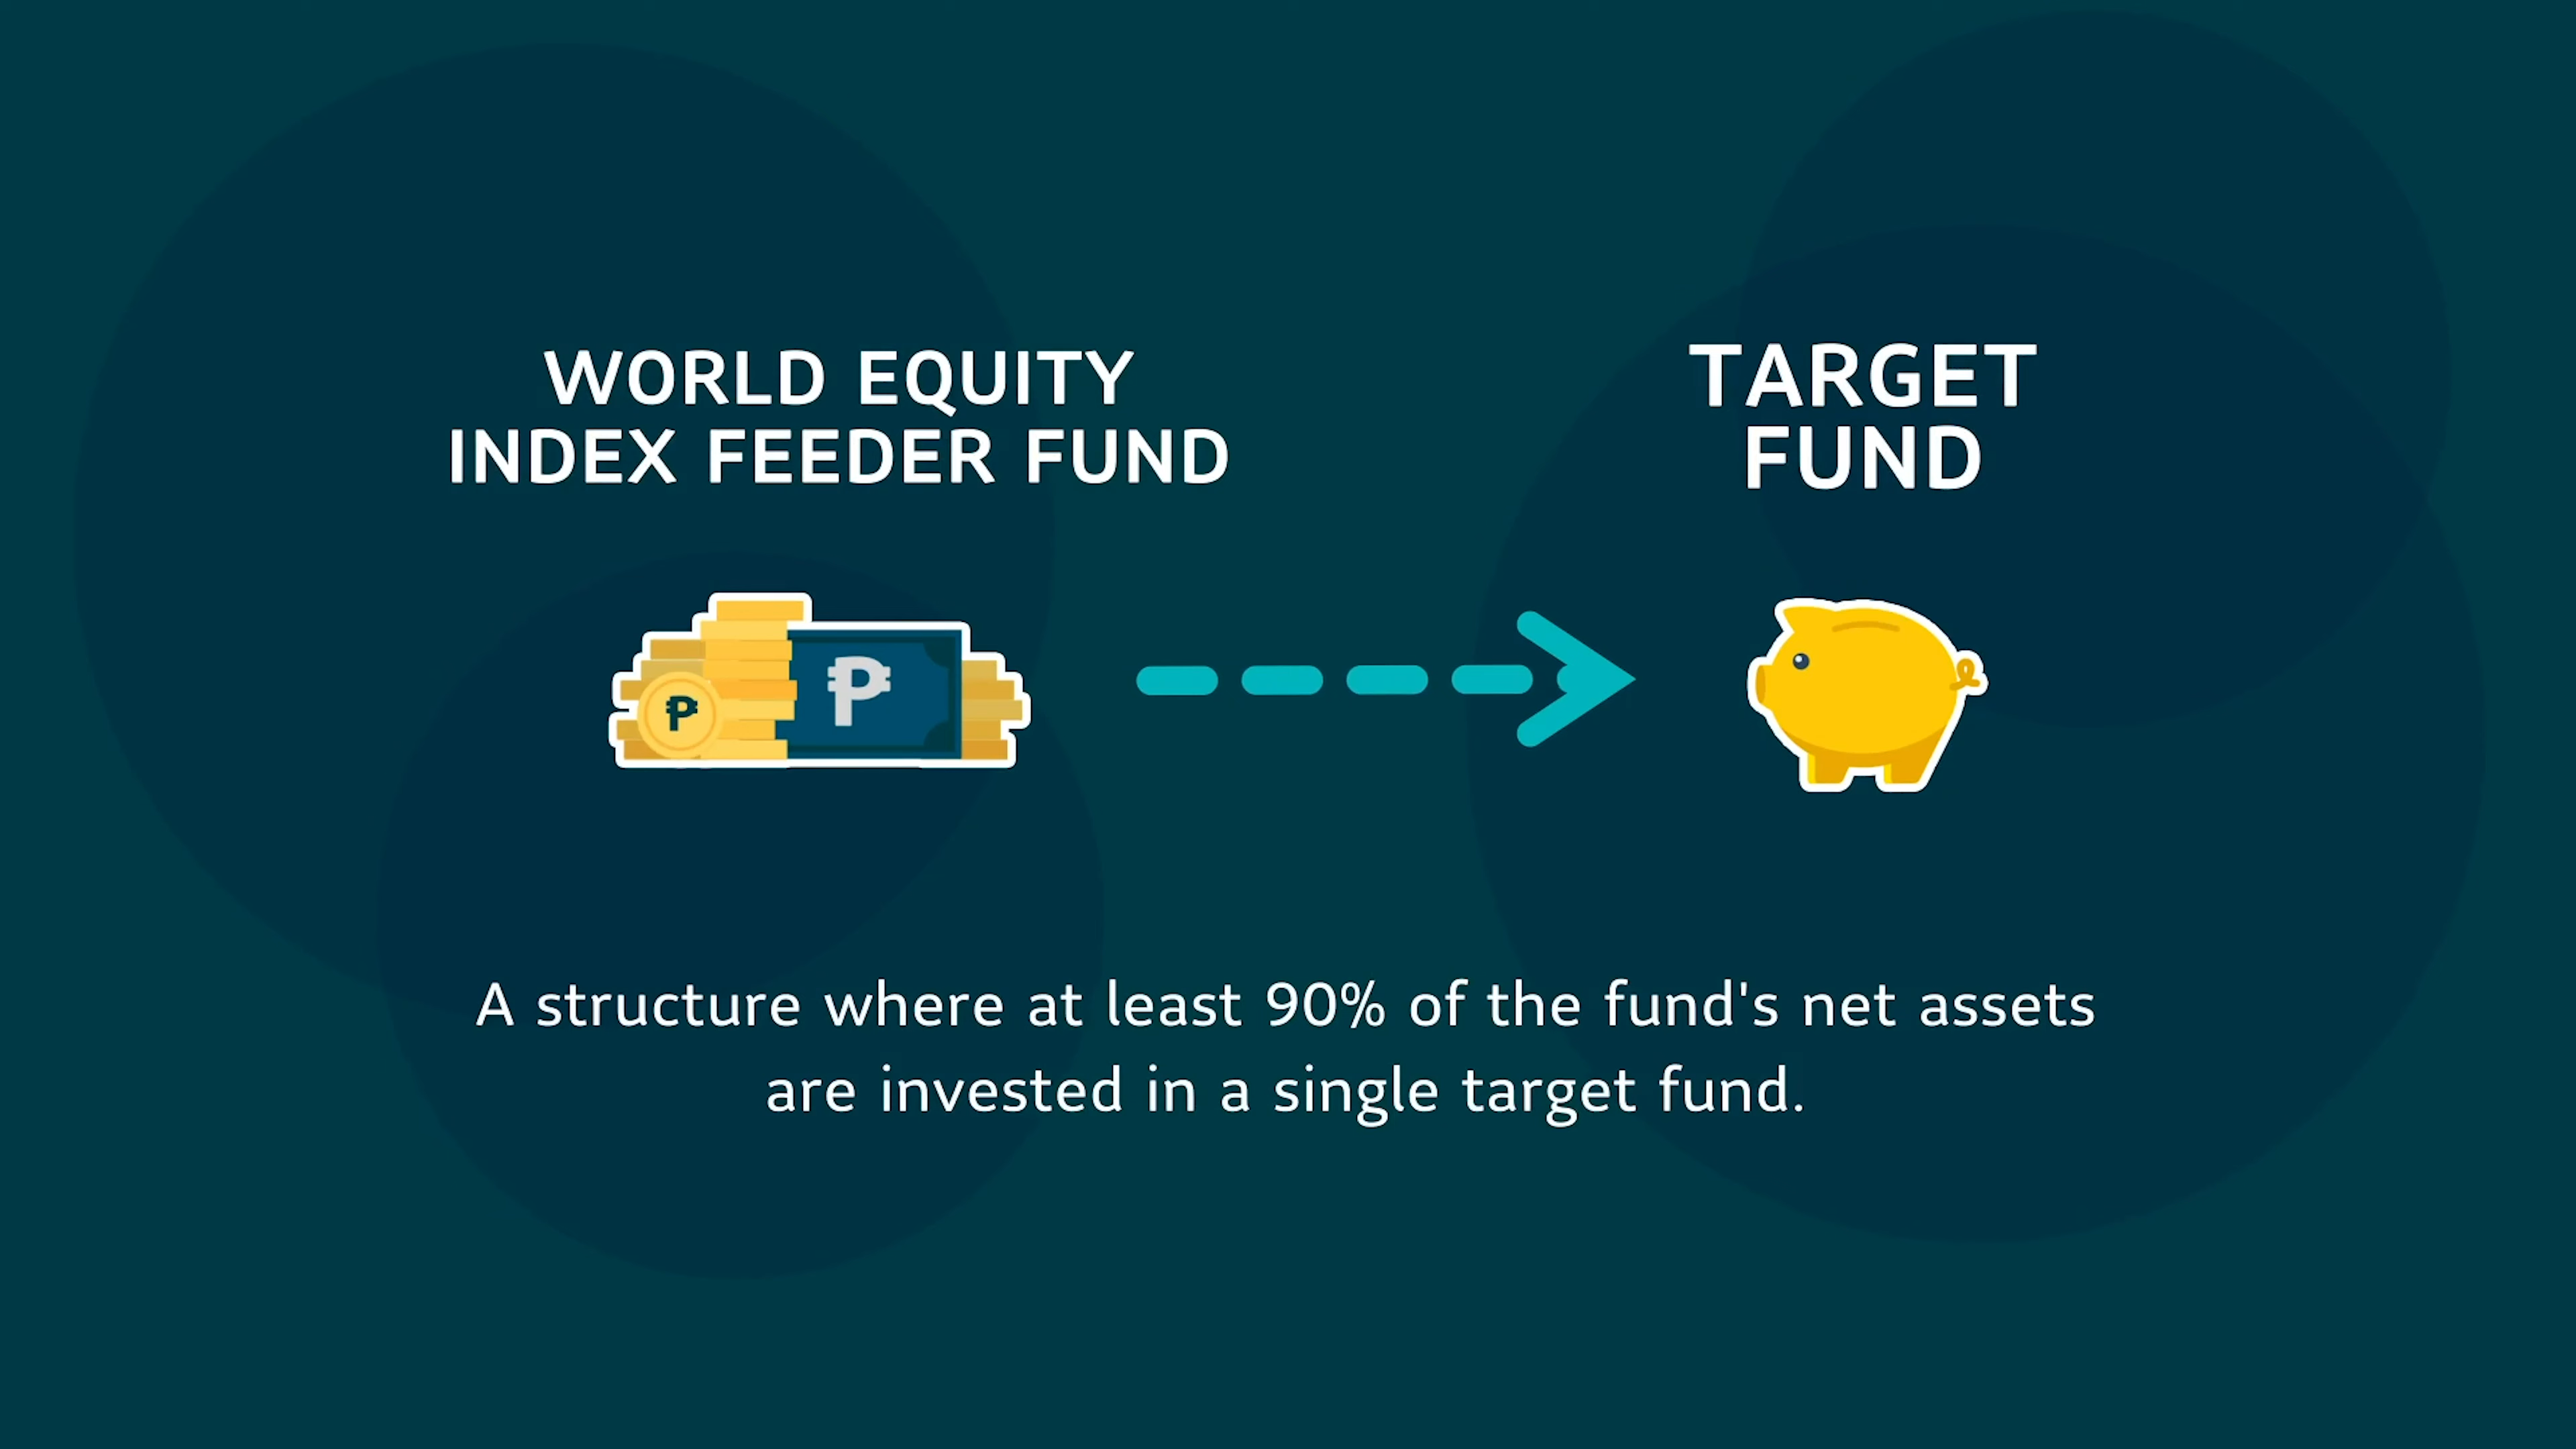 WORLD EQUITY
INDEX FEEDER FUND
TARGET
FUND
₱
₱
A structure where at least 90% of the fund's net assets
are invested in a single target fund.